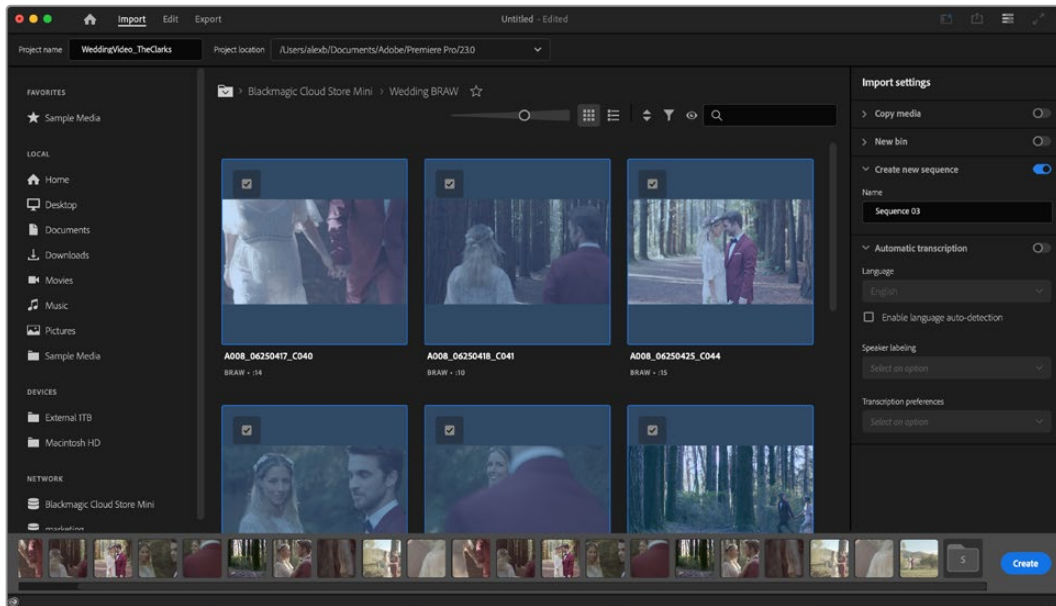 Import Edit Export Untitled - Edited
Project name WeddingVideo_TheClarks Project location /Users/alexb/Documents/Adobe/Premiere Pro/23.0
FAVORITES
Sample Media
LOCAL
Home
Desktop
Documents
Downloads
Movies
Music
Pictures
Sample Media
DEVICES
External 1TB
Macintosh HD
NETWORK
Blackmagic Cloud Store Mini
marketing
Blackmagic Cloud Store Mini > Wedding BRAW
A008_06250417_C040
BRAW • :14
A008_06250418_C041
BRAW • :10
A008_06250425_C044
BRAW • :15
Import settings
Copy media
New bin
Create new sequence
Name
Sequence 03
Automatic transcription
Language
English
Enable language auto-detection
Speaker labeling
Select an option
Transcription preferences
Select an option
S
Create